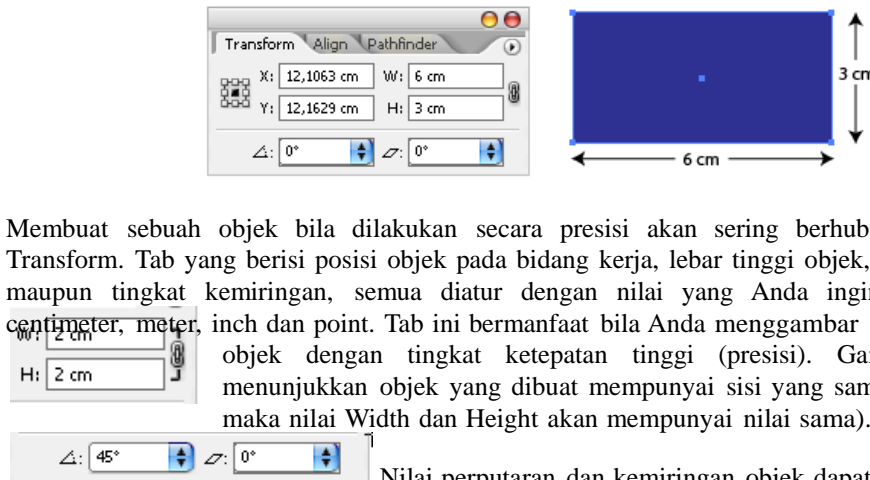 Transform Align Pathfinder
X: 12,1063 cm W: 6 cm
Y: 12,1629 cm H: 3 cm
0° 0°
3 cm
6 cm
Membuat sebuah objek bila dilakukan secara presisi akan sering
Transform. Tab yang berisi posisi objek pada bidang kerja, lebar tinggi objek,
maupun tingkat kemiringan, semua diatur dengan nilai yang Anda
centimeter, meter, inch dan point. Tab ini bermanfaat bila Anda menggambar
W: 2 cm
H: 2 cm
objek dengan tingkat ketepatan tinggi (presisi).
menunjukkan objek yang dibuat mempunyai sisi yang
maka nilai Width dan Height akan mempunyai nilai sama).
45° 0°
Nilai perputaran dan kemiringan objek dapat